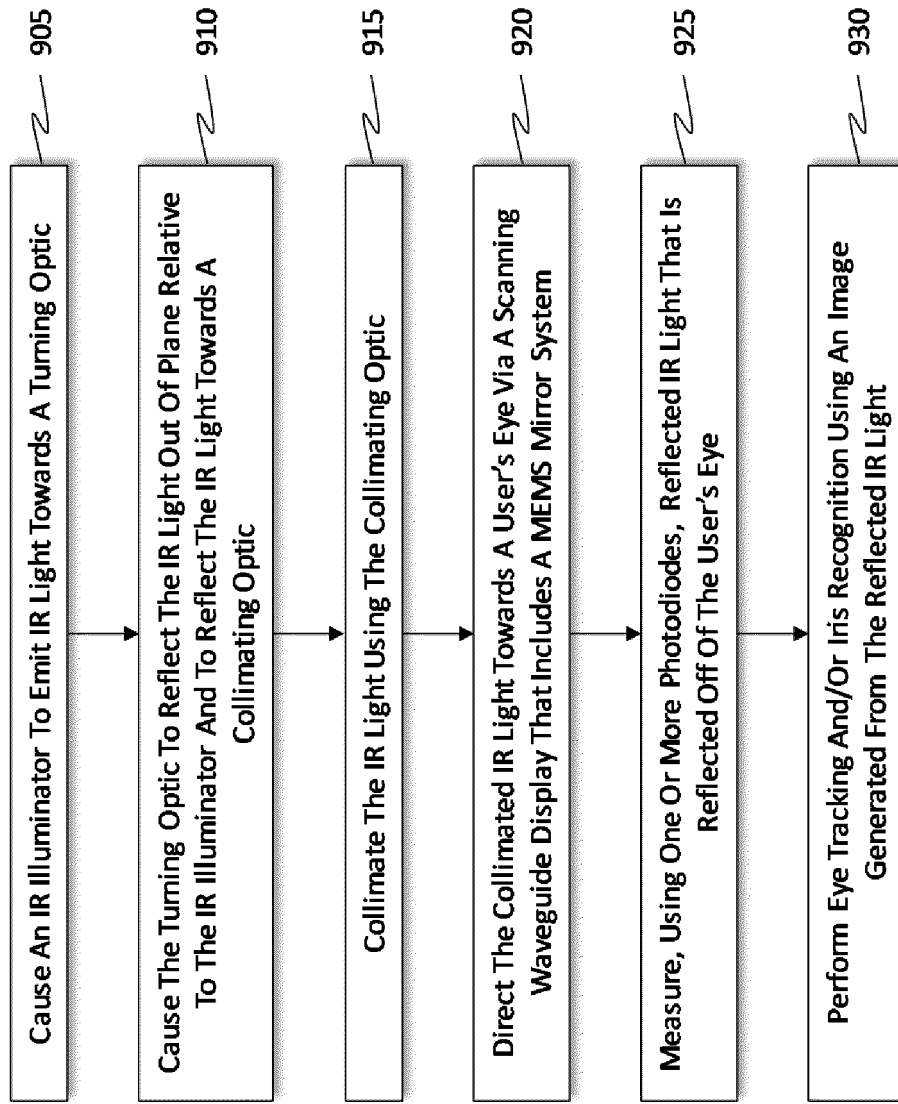 Cause An IR Illuminator To Emit IR Light Towards A Turning Optic
905
Cause The Turning Optic To Reflect The IR Light Out Of Plane Relative
To The IR Illuminator And To Reflect The IR Light Towards A
Collimating Optic
910
Collimate The IR Light Using The Collimating Optic
915
Direct The Collimated IR Light Towards A User's Eye Via A Scanning
Waveguide Display That Includes A MEMS Mirror System
920
Measure, Using One Or More Photodiodes, Reflected IR Light That Is
Reflected Off Of The User's Eye
925
Perform Eye Tracking And/Or Iris Recognition Using An Image
Generated From The Reflected IR Light
930